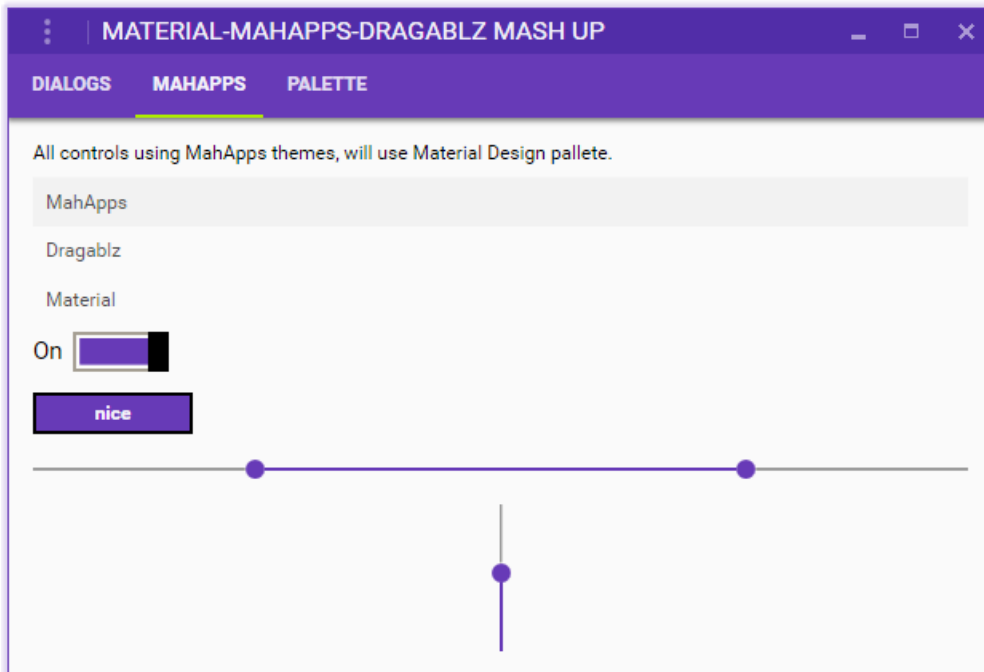 MATERIAL-MAHAPPS-DRAGABLZ MASH UP
DIALOGS MAHAPPS PALETTE
All controls using MahApps themes, will use Material Design pallete.
MahApps
Dragablz
Material
On
nice